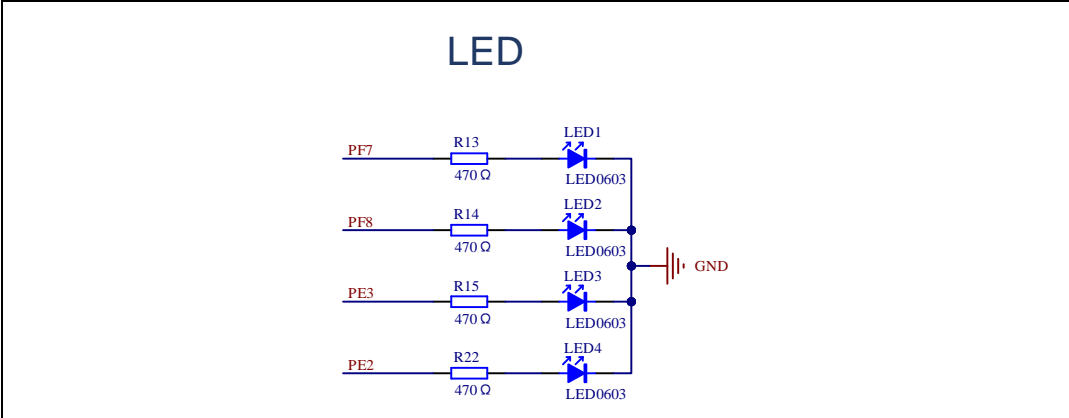 LED
LED1
PF7
R13
470 Ω
LED0603
LED2
PF8
R14
470 Ω
LED0603
GND
LED3
PE3
R15
470 Ω
LED0603
LED4
PE2
R22
470 Ω
LED0603